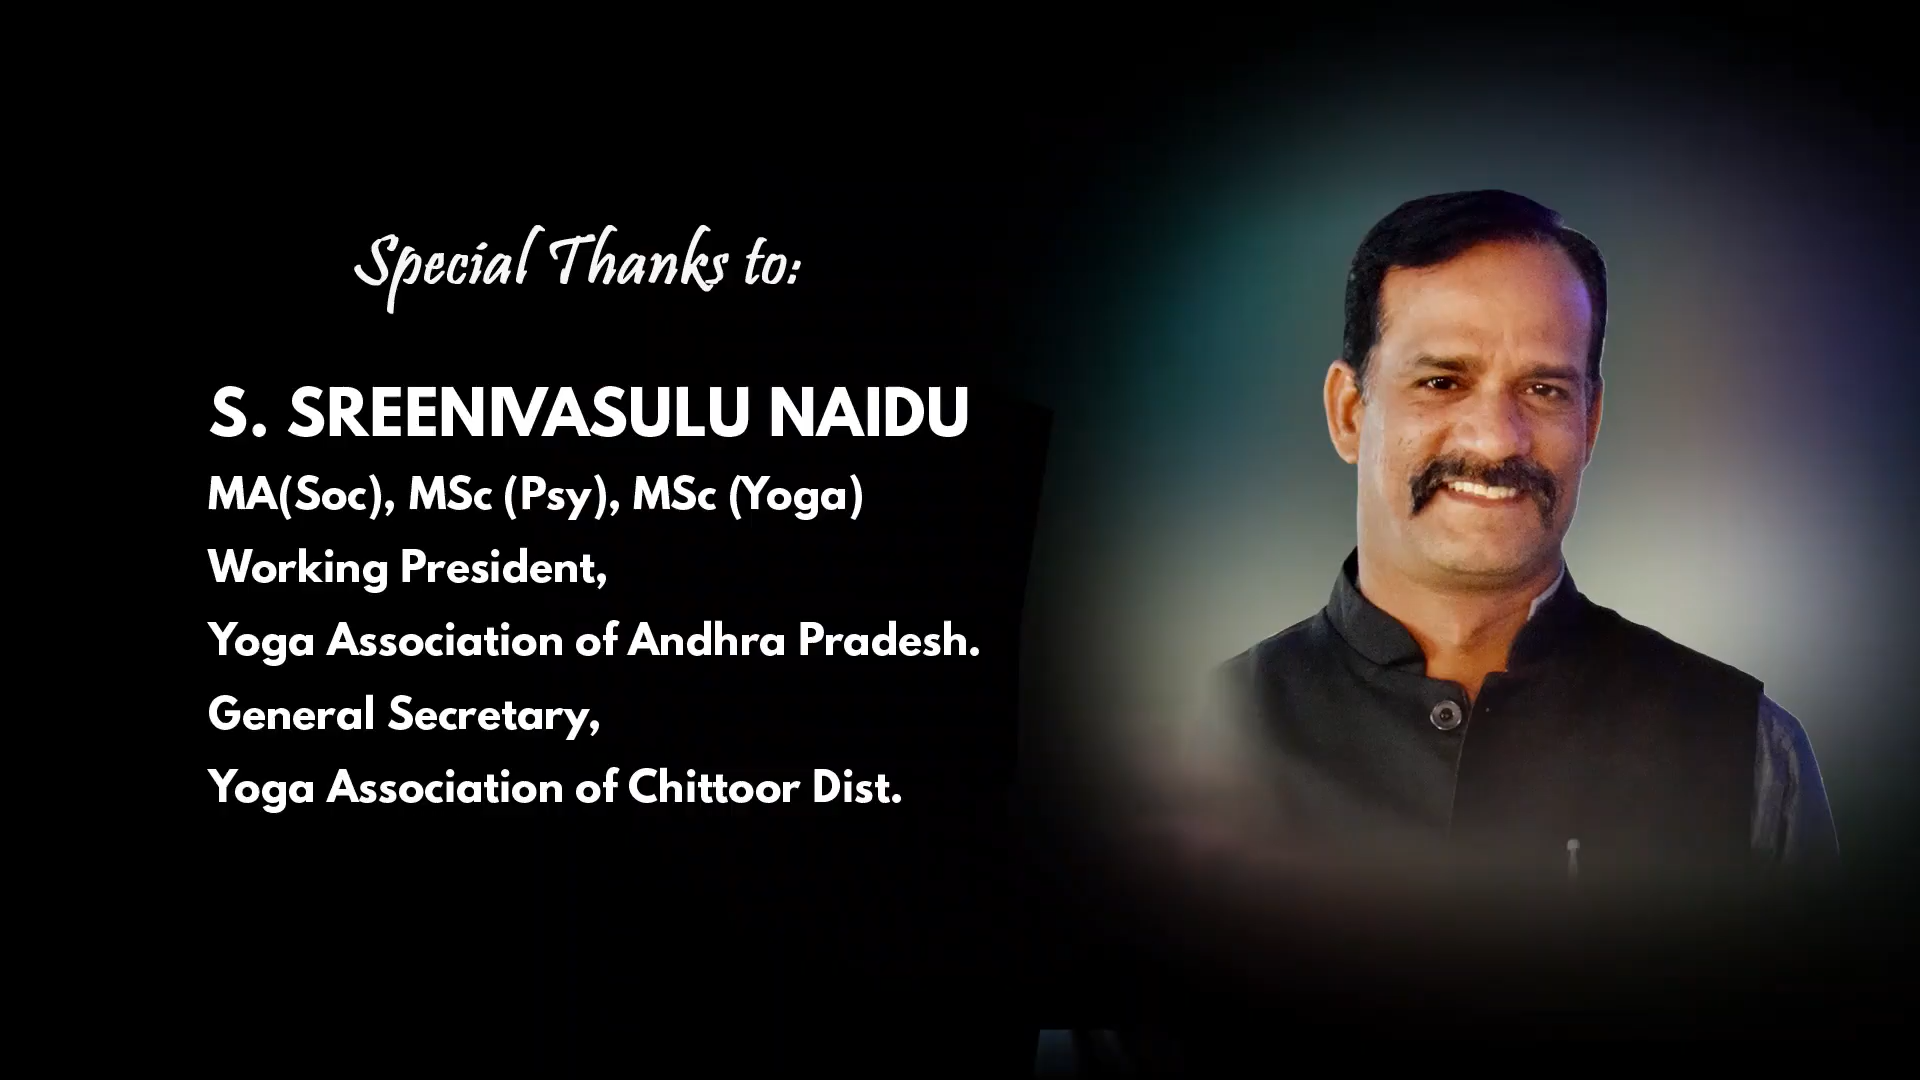 Special Thanks to:
S. SREENIVASULU NAIDU
MA(Soc), MSc (Psy), MSc (Yoga)
Working President,
Yoga Association of Andhra Pradesh.
General Secretary,
Yoga Association of Chittoor Dist.